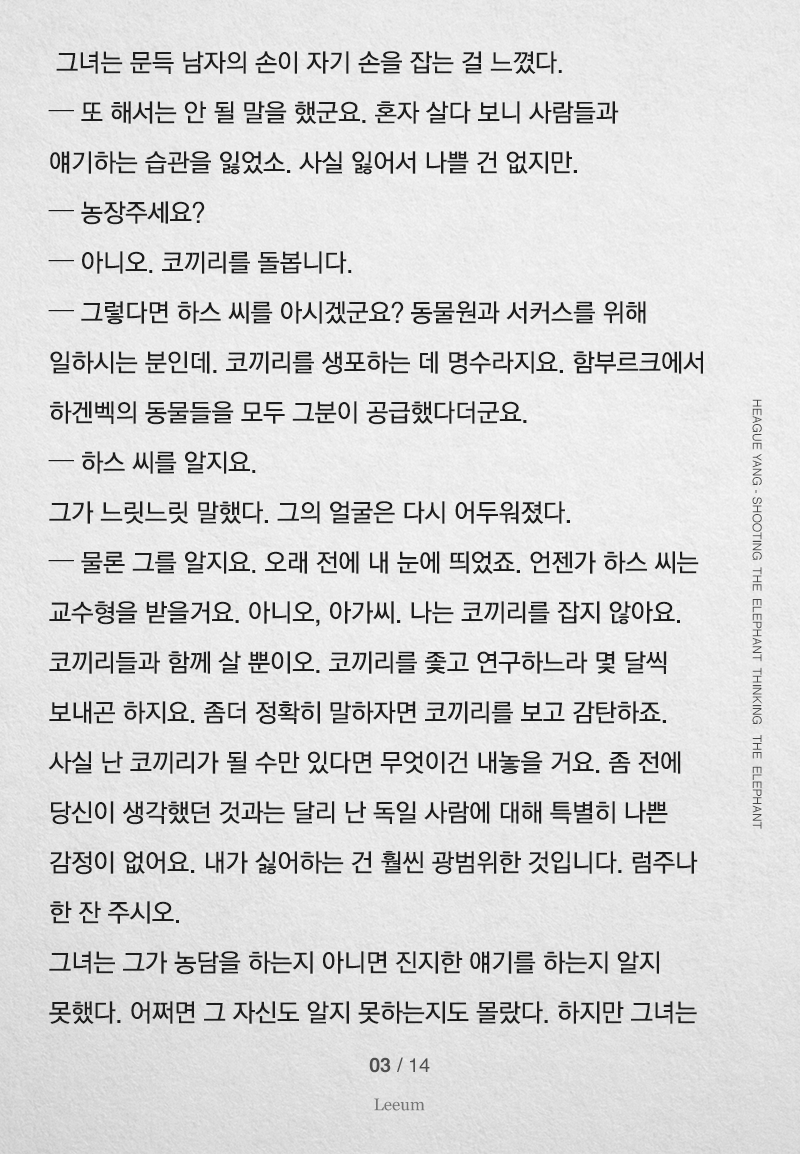 그녀는 문득 남자의 손이 자기 손을 잡는 걸 느꼈다.
— 또 해서는 안 될 말을 했군요. 혼자 살다 보니 사람들과
얘기하는 습관을 잃었소. 사실 잃어서 나쁠 건 없지만.
— 농장주세요?
— 아니오. 코끼리를 돌봅니다.
— 그렇다면 하스 씨를 아시겠군요? 동물원과 서커스를 위해
일하시는 분인데. 코끼리를 생포하는 데 명수라지요. 함부르크에서
하겐벡의 동물들을 모두 그분이 공급했다더군요.
— 하스 씨를 알지요.
그가 느릿느릿 말했다. 그의 얼굴은 다시 어두워졌다.
— 물론 그를 알지요. 오래 전에 내 눈에 띄었죠. 언젠가 하스 씨는
교수형을 받을거요. 아니오, 아가씨. 나는 코끼리를 잡지 않아요.
코끼리들과 함께 살 뿐이오. 코끼리를 좇고 연구하느라 몇 달씩
보내곤 하지요. 좀더 정확히 말하자면 코끼리를 보고 감탄하죠.
사실 난 코끼리가 될 수만 있다면 무엇이건 내놓을 거요. 좀 전에
당신이 생각했던 것과는 달리 난 독일 사람에 대해 특별히 나쁜
감정이 없어요. 내가 싫어하는 건 훨씬 광범위한 것입니다. 럼주나
한 잔 주시오.
그녀는 그가 농담을 하는지 아니면 진지한 얘기를 하는지 알지
못했다. 어쩌면 그 자신도 알지 못하는지도 몰랐다. 하지만 그녀는
HEAGUE YANG - SHOOTING THE ELEPHANT THINKING THE ELEPHANT
03 / 14
Leeum